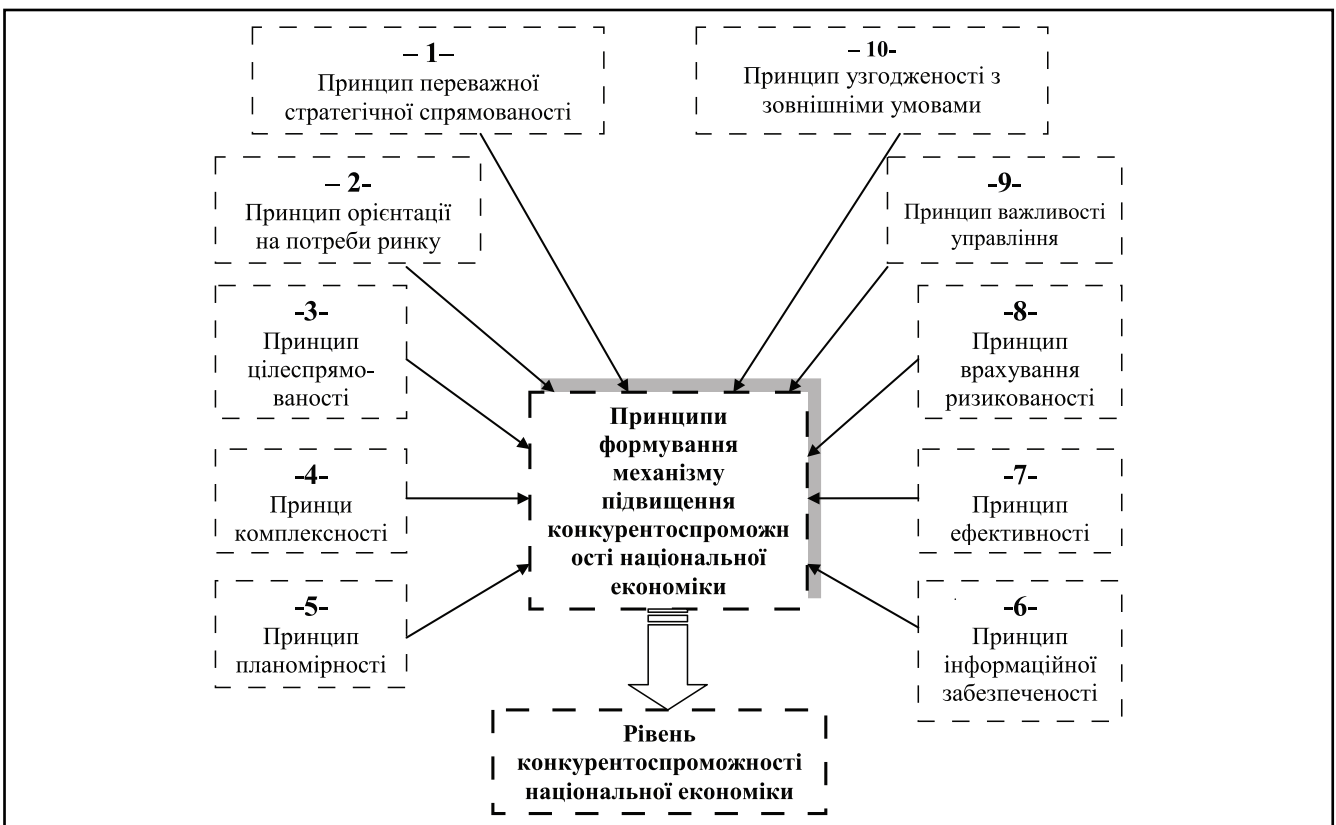 – 1–
Принцип переважної
стратегічної спрямованості
– 10-
Принцип узгодженості з
зовнішніми умовами
– 2-
Принцип орієнтації
на потреби ринку
-9-
Принцип важливості
управління
-3-
Принцип
цілеспрямо-
ваності
-8-
Принцип
врахування
ризикованості
-4-
Принци
комплексності
-7-
Принцип
ефективності
-5-
Принцип
планомірності
-6-
Принцип
інформаційної
забезпеченості
Принципи
формування
механізму
підвищення
конкурентоспроможн
ості національної
економіки
Рівень
конкурентоспроможності
національної економіки